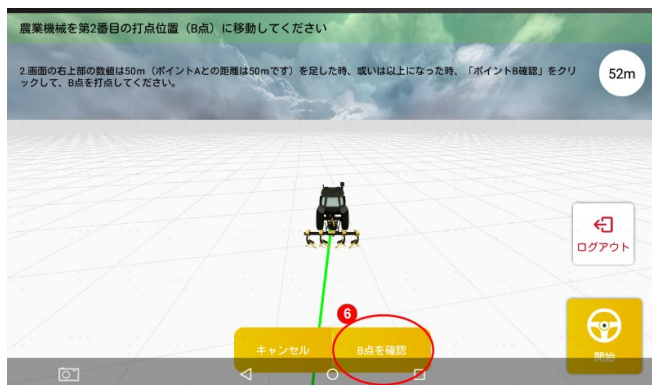 農業機械を第2番目の打点位置（B点）に移動してください
2.画面の右上部の数値は50m（ポイントAとの距離は50mです）を足した時、或いは以上になった時、「ポイントB確認」をクリ
ックして、B点を打点してください。
52m
ログアウト
6
キャンセル
B点を確認
開始